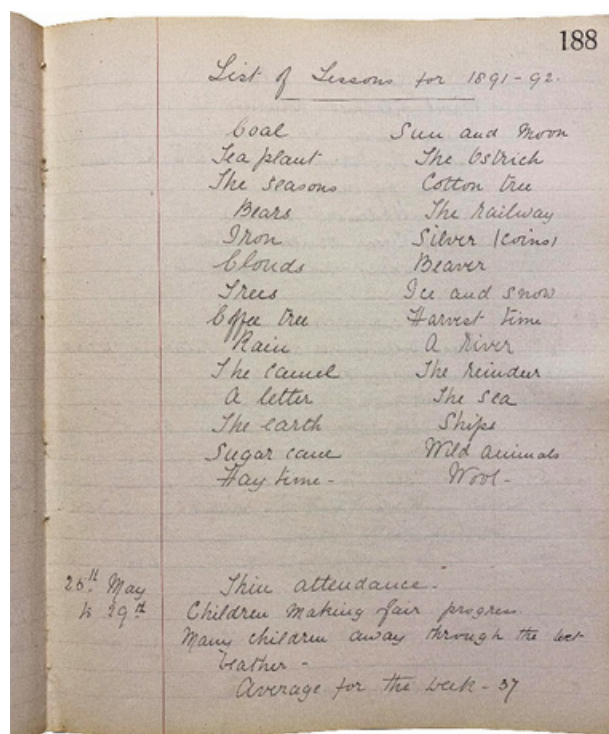 188
List of Lessons for 1891-92.
Coal Sun and Moon
Tea plant The Ostrich
The seasons Cotton tree
Bears The railway
Iron Silver (coins)
Clouds Beaver
Trees Ice and snow
Coffee tree Harvest time
Rain A River
The camel The reindeer
A letter The sea
The earth Ships
Sugar cane Wild animals
Hay time - Wool -
25th May Thin attendance -
to 29th Children making fair progress.
Many children away through the wet
weather -
Average for the week - 37